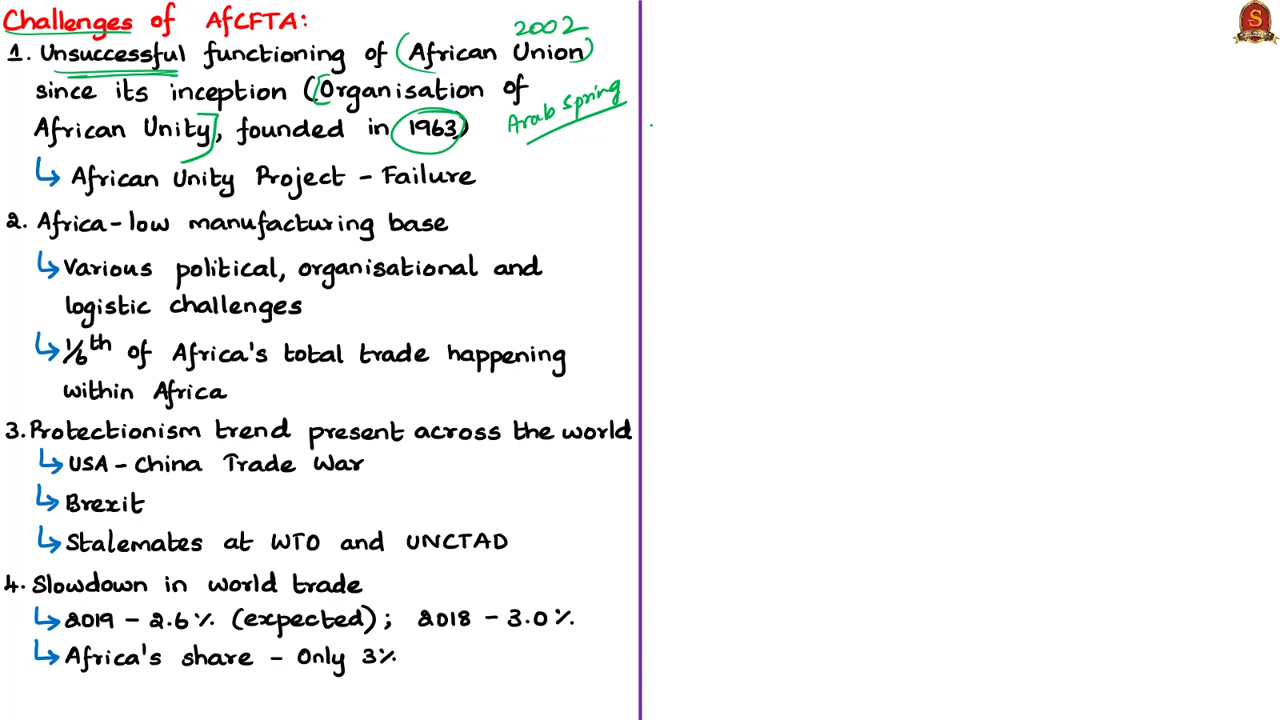 Challenges of AfCFTA:
2002
1. Unsuccessful functioning of (African Union)
since its inception (Organisation of
Arab Spring
African Unity, founded in 1963)
African Unity Project - Failure
2. Africa - low manufacturing base
Various political, organisational and
logistic challenges
1/6th of Africa's total trade happening
within Africa
3. Protectionism trend present across the world
USA - China Trade War
Brexit
Stalemates at WTO and UNCTAD
4. Slowdown in world trade
2019 - 2.6% (expected); 2018 - 3.0%.
Africa's share - Only 3%
S